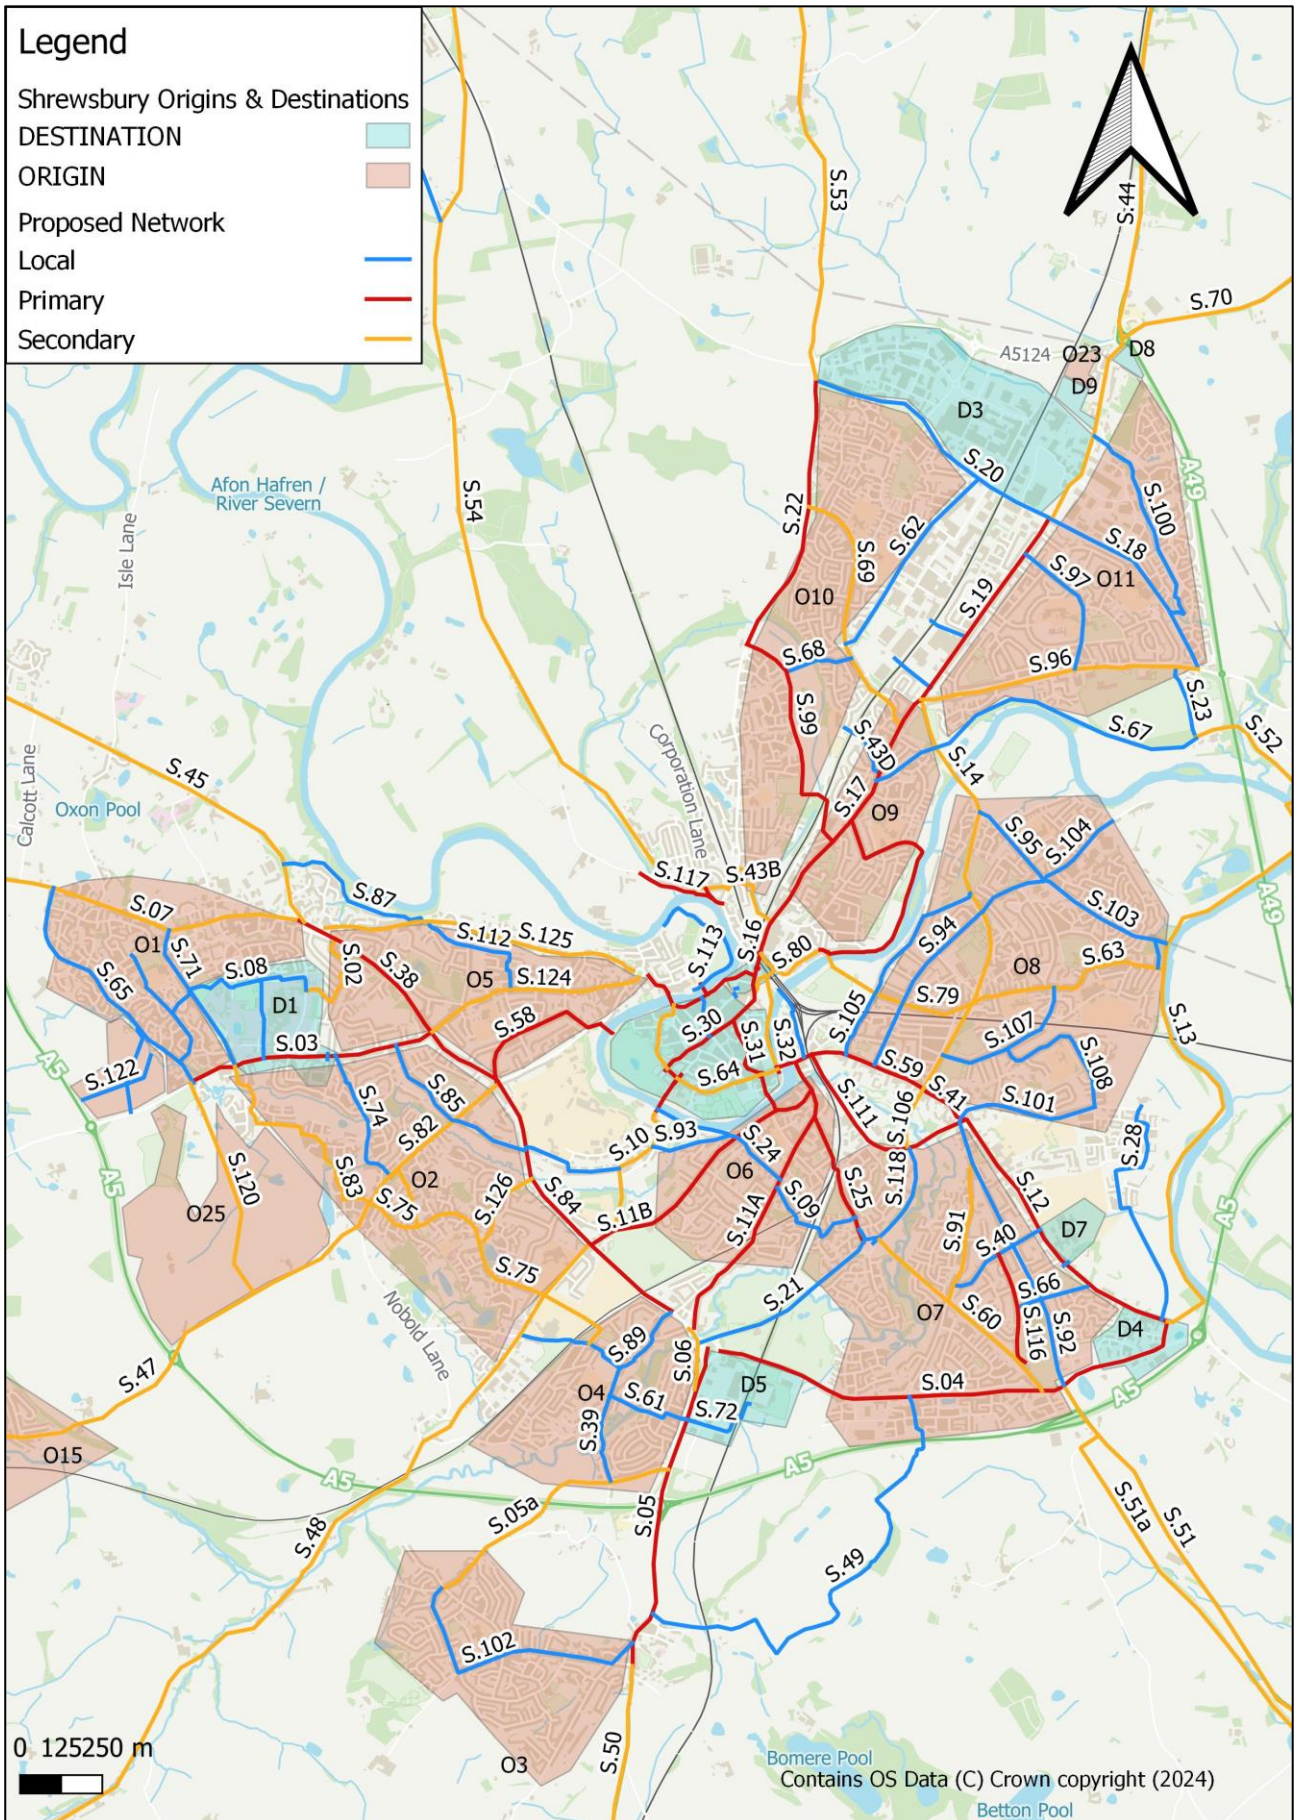 Legend
Shrewsbury Origins & Destinations
DESTINATION
ORIGIN
Proposed Network
Local
Primary
Secondary
S.53
S.44
S.70
A5124
O23
D8
D9
D3
S.20
A49
S.54
Afon Hafren /
River Severn
Isle Lane
S.22
S.62
S.100
S.69
S.18
S.97
O11
O10
S.19
S.68
S.96
S.23
S.99
S.67
S.52
Corporation Lane
S.43D
S.14
S.45
Calcott Lane
Oxon Pool
S.17
O9
S.95
S.104
S.117
S.43B
S.87
S.07
S.103
A49
O1
S.71
S.112
S.125
S.113
S.16
S.94
S.02
S.38
S.80
O8
S.63
S.65
S.08
O5
S.124
D1
S.79
S.58
S.30
S.31
S.32
S.105
S.107
S.13
S.03
A5
S.122
S.64
S.59
S.108
S.85
S.74
S.41
S.101
S.111
S.106
S.82
S.10
S.93
S.28
S.24
A5
S.83
O2
O6
S.118
S.12
S.120
O25
S.75
S.126
S.84
S.11B
S.11A
S.09
S.25
S.91
D7
A5
S.40
S.75
S.21
S.66
Nobold Lane
O7
S.60
S.116
S.92
D4
S.89
S.06
S.47
D5
O4
S.61
S.72
S.04
A5
S.39
O15
A5
A5
S.05a
S.05
S.51a
S.51
S.48
S.49
S.102
0 125250 m
O3
S.50
Bomere Pool
Contains OS Data (C) Crown copyright (2024)
Betton Pool